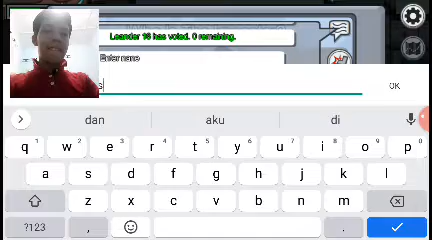 Leander 16 has voted. 0 remaining.
Enter name
s
OK
dan aku di
q 1 w 2 e 3 r 4 t 5 y 6 u 7 i 8 o 9 p 0
a s d f g h j k l
z x c v b n m
?123 , .